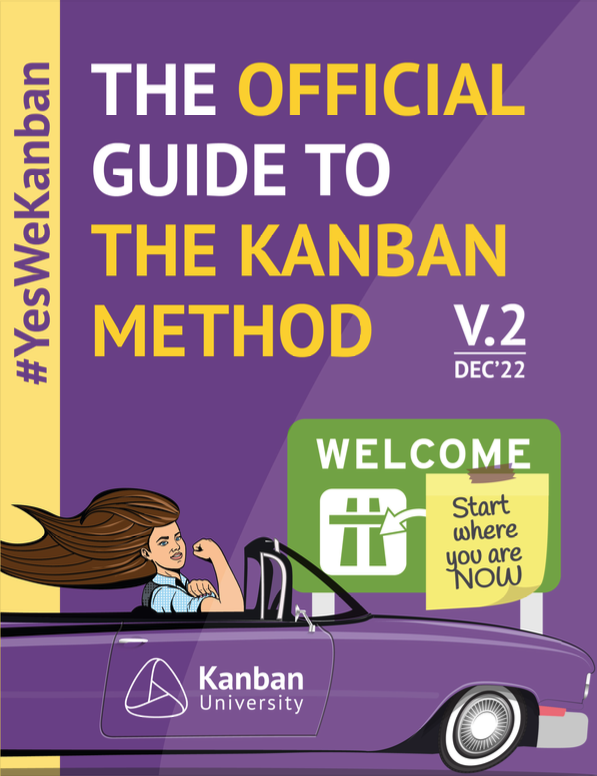 #YesWeKanban
THE OFFICIAL
GUIDE TO
THE KANBAN
METHOD
V.2
DEC'22
WELCOME
Start
where
you are
NOW
Kanban
University